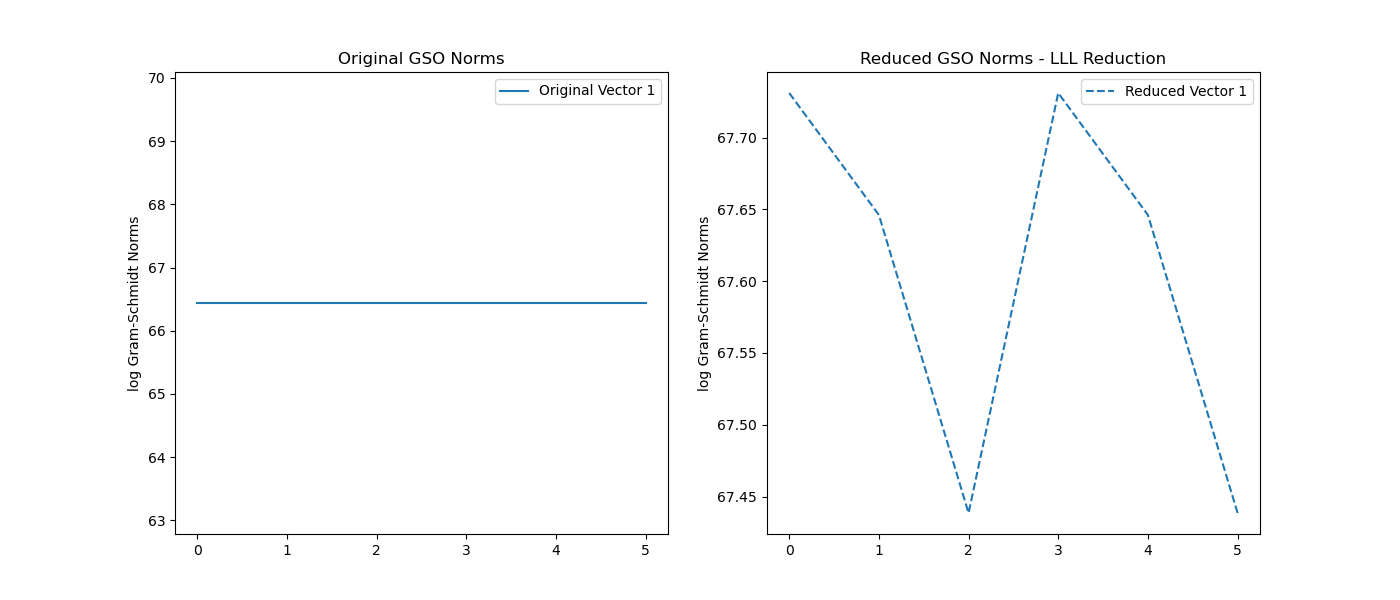 Original GSO Norms
Original Vector 1
log Gram-Schmidt Norms
70
69
68
67
66
65
64
63
0 1 2 3 4 5
Reduced GSO Norms - LLL Reduction
Reduced Vector 1
log Gram-Schmidt Norms
67.70
67.65
67.60
67.55
67.50
67.45
0 1 2 3 4 5